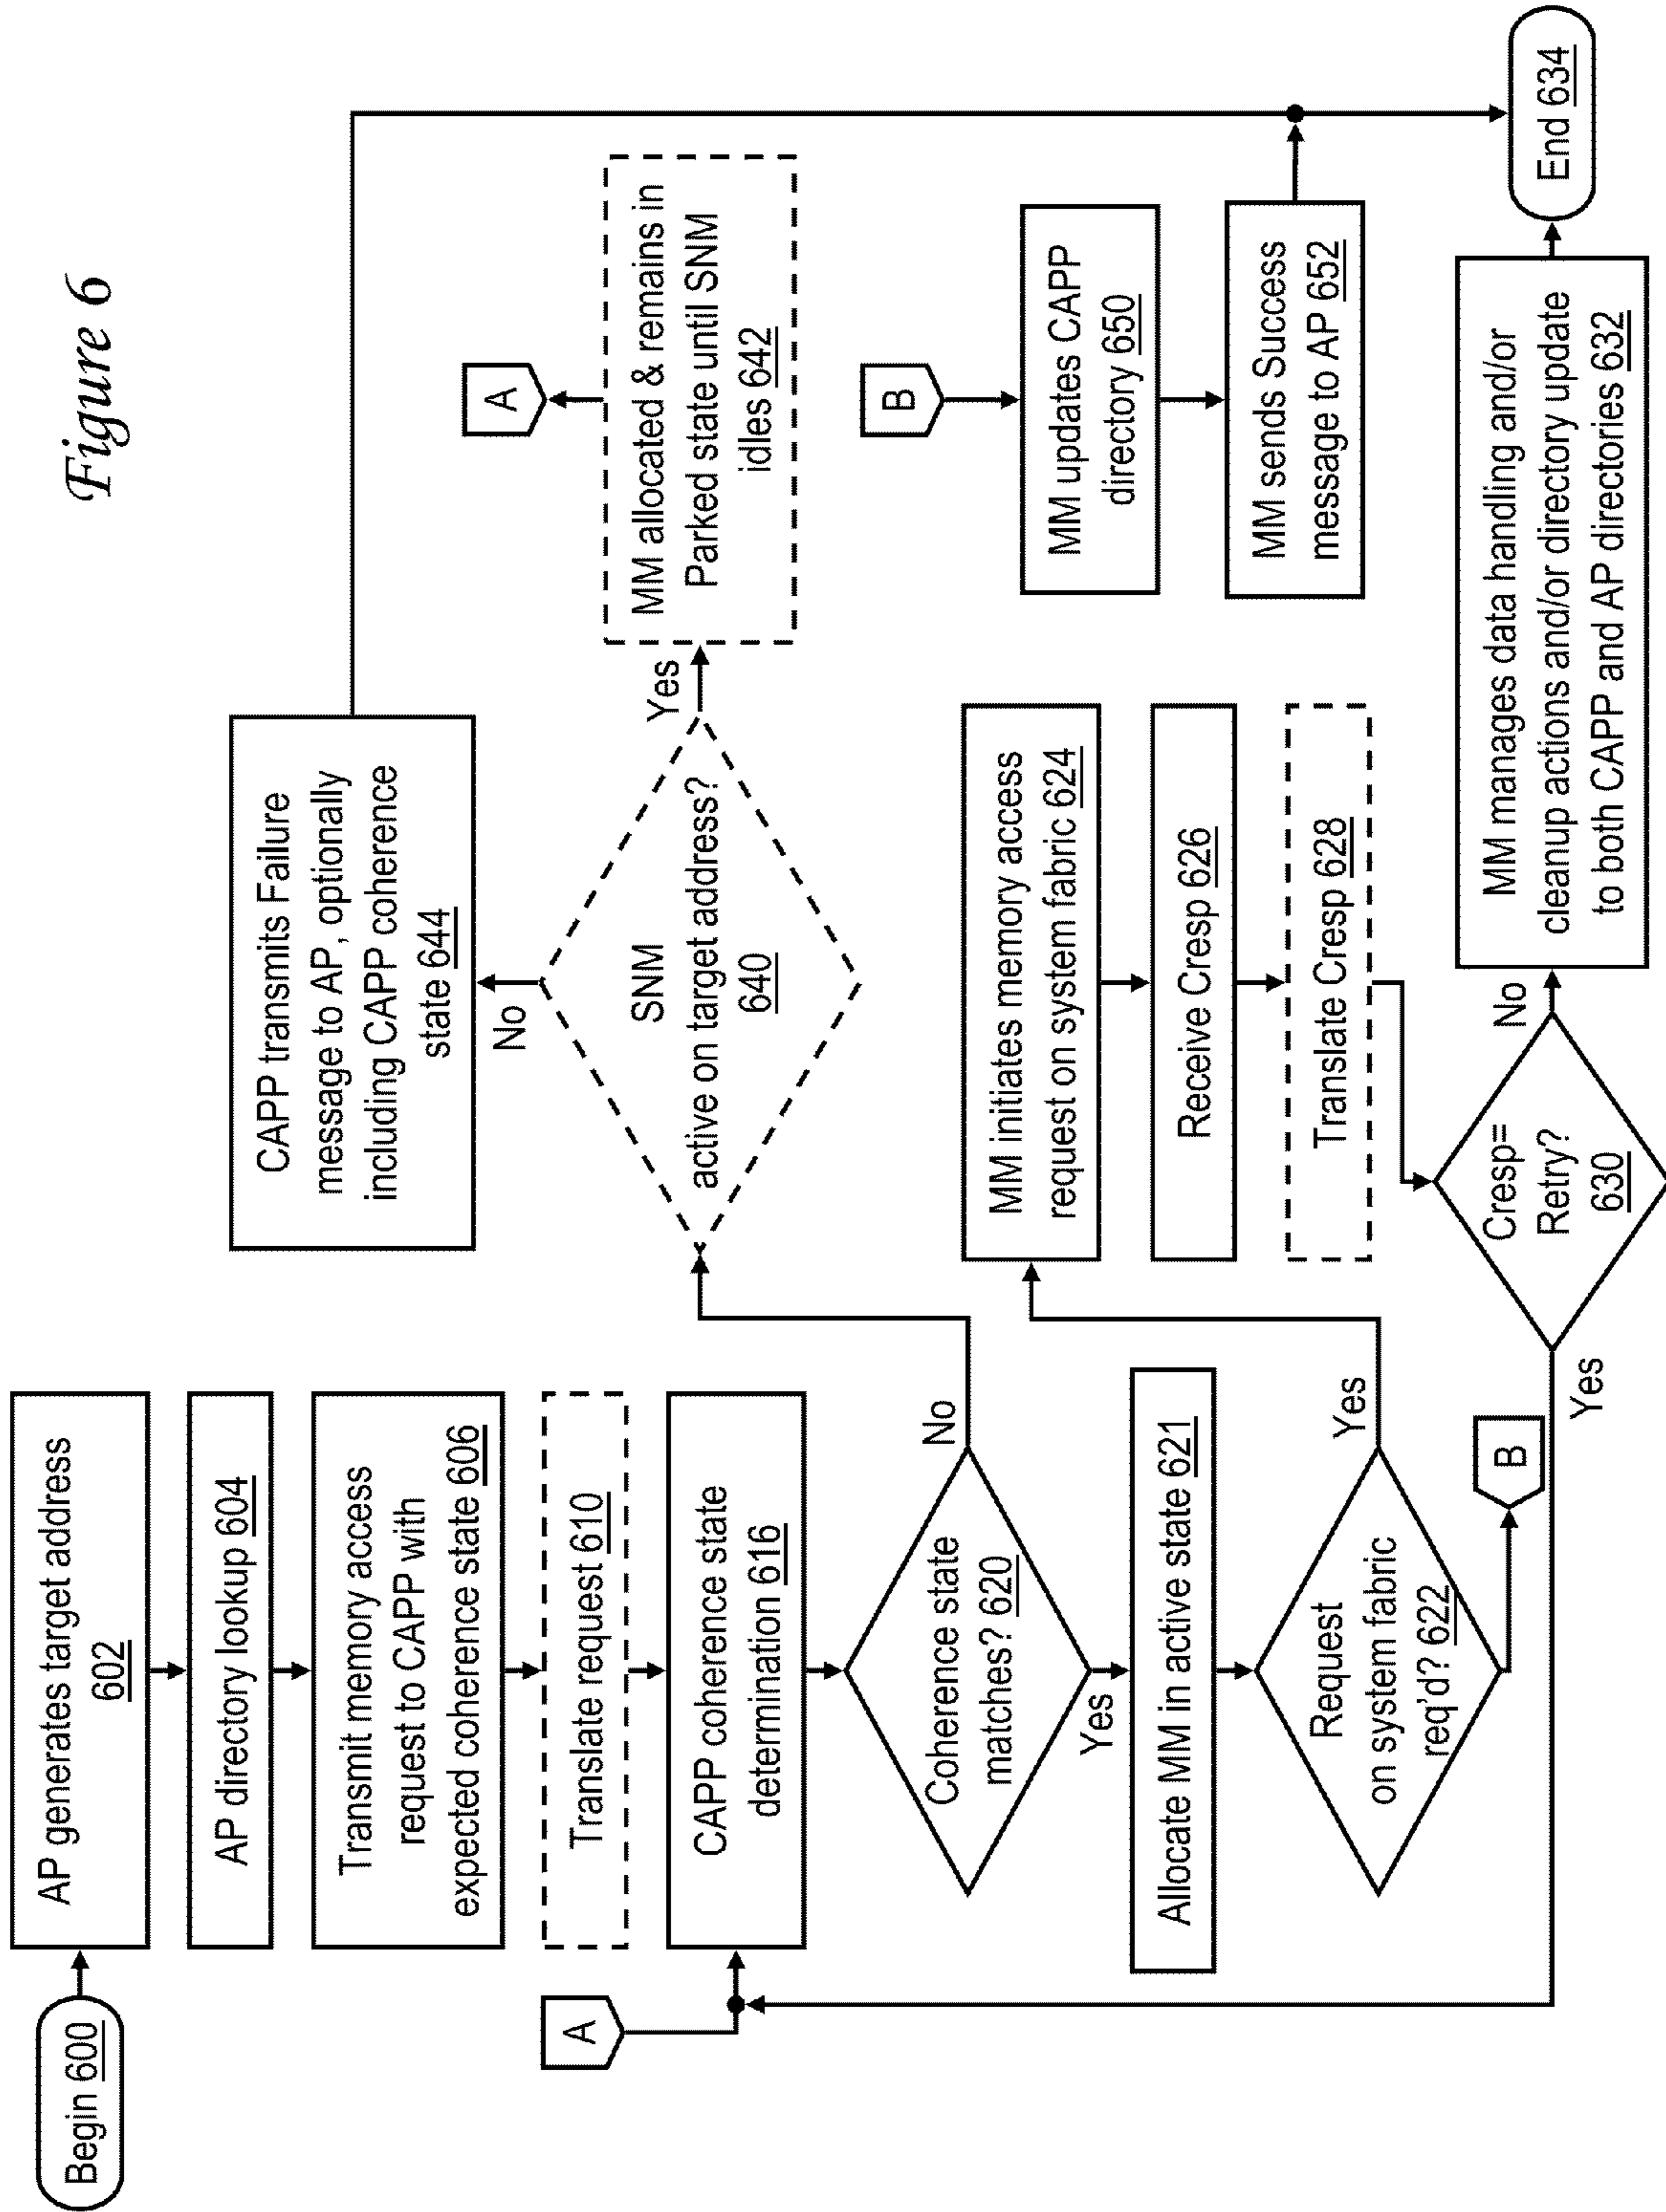 Figure 6
Begin 600
AP generates target address
602
AP directory lookup 604
Transmit memory access
request to CAPP with
expected coherence state 606
Translate request 610
A
CAPP coherence state
determination 616
Coherence state
matches? 620
No
Yes
Allocate MM in active state 621
Request
on system fabric
req'd? 622
Yes
B
CAPP transmits Failure
message to AP, optionally
including CAPP coherence
state 644
No
SNM
active on target address?
640
Yes
MM allocated & remains in
Parked state until SNM
idles 642
A
MM initiates memory access
request on system fabric 624
Receive Cresp 626
Translate Cresp 628
Cresp=
Retry?
630
Yes
No
B
MM updates CAPP
directory 650
MM sends Success
message to AP 652
MM manages data handling and/or
cleanup actions and/or directory update
to both CAPP and AP directories 632
End 634